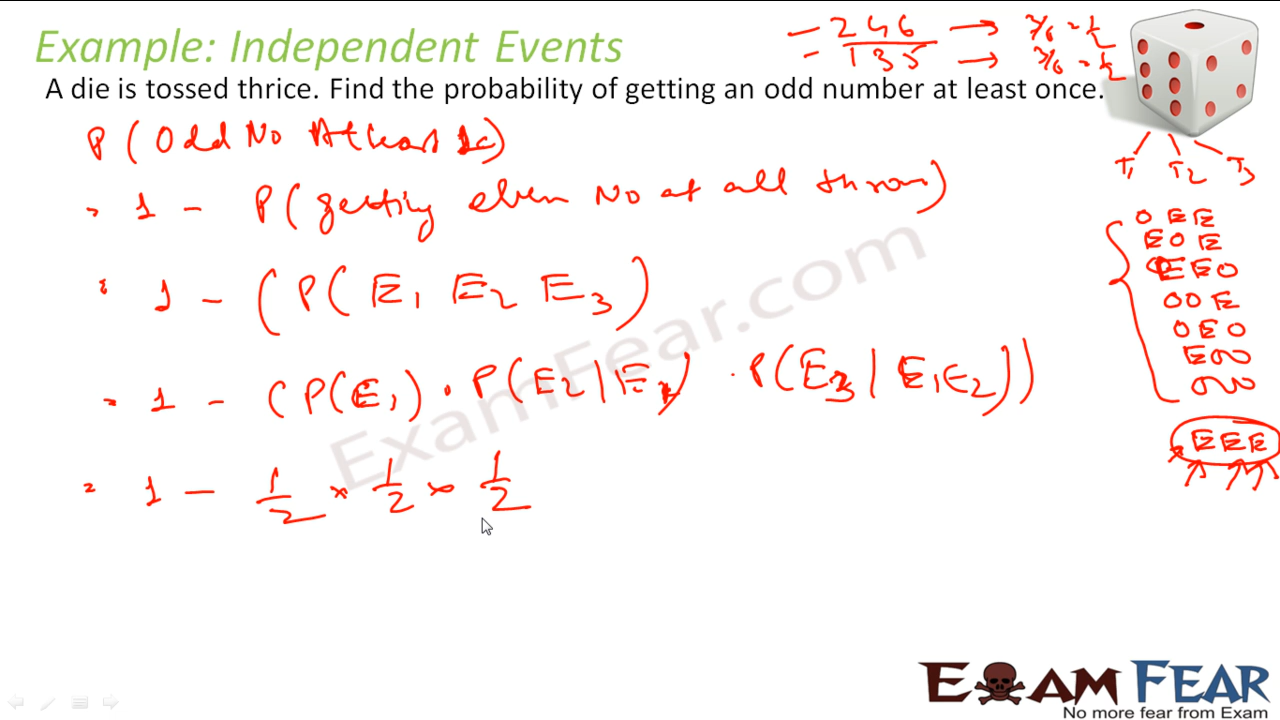 Example: Independent Events
— 2 4 6 → 3/6 = 1/2
= 1 3 5 → 3/6 = 1/2
A die is tossed thrice. Find the probability of getting an odd number at least once.
P ( Odd No Atleast )
= 1 - P( getting even No at all throws )
= 1 - ( P( E1 E2 E3 )
= 1 - ( P(E1) . P( E2 | E1 ) . P( E3 | E1E2 ) )
= 1 - 1/2 × 1/2 × 1/2
T1 T2 T3
O E E
E O E
E E O
O O E
O E O
E O O
O O O
E E E
ExamFear.com
EXAM FEAR
No more fear from Exam